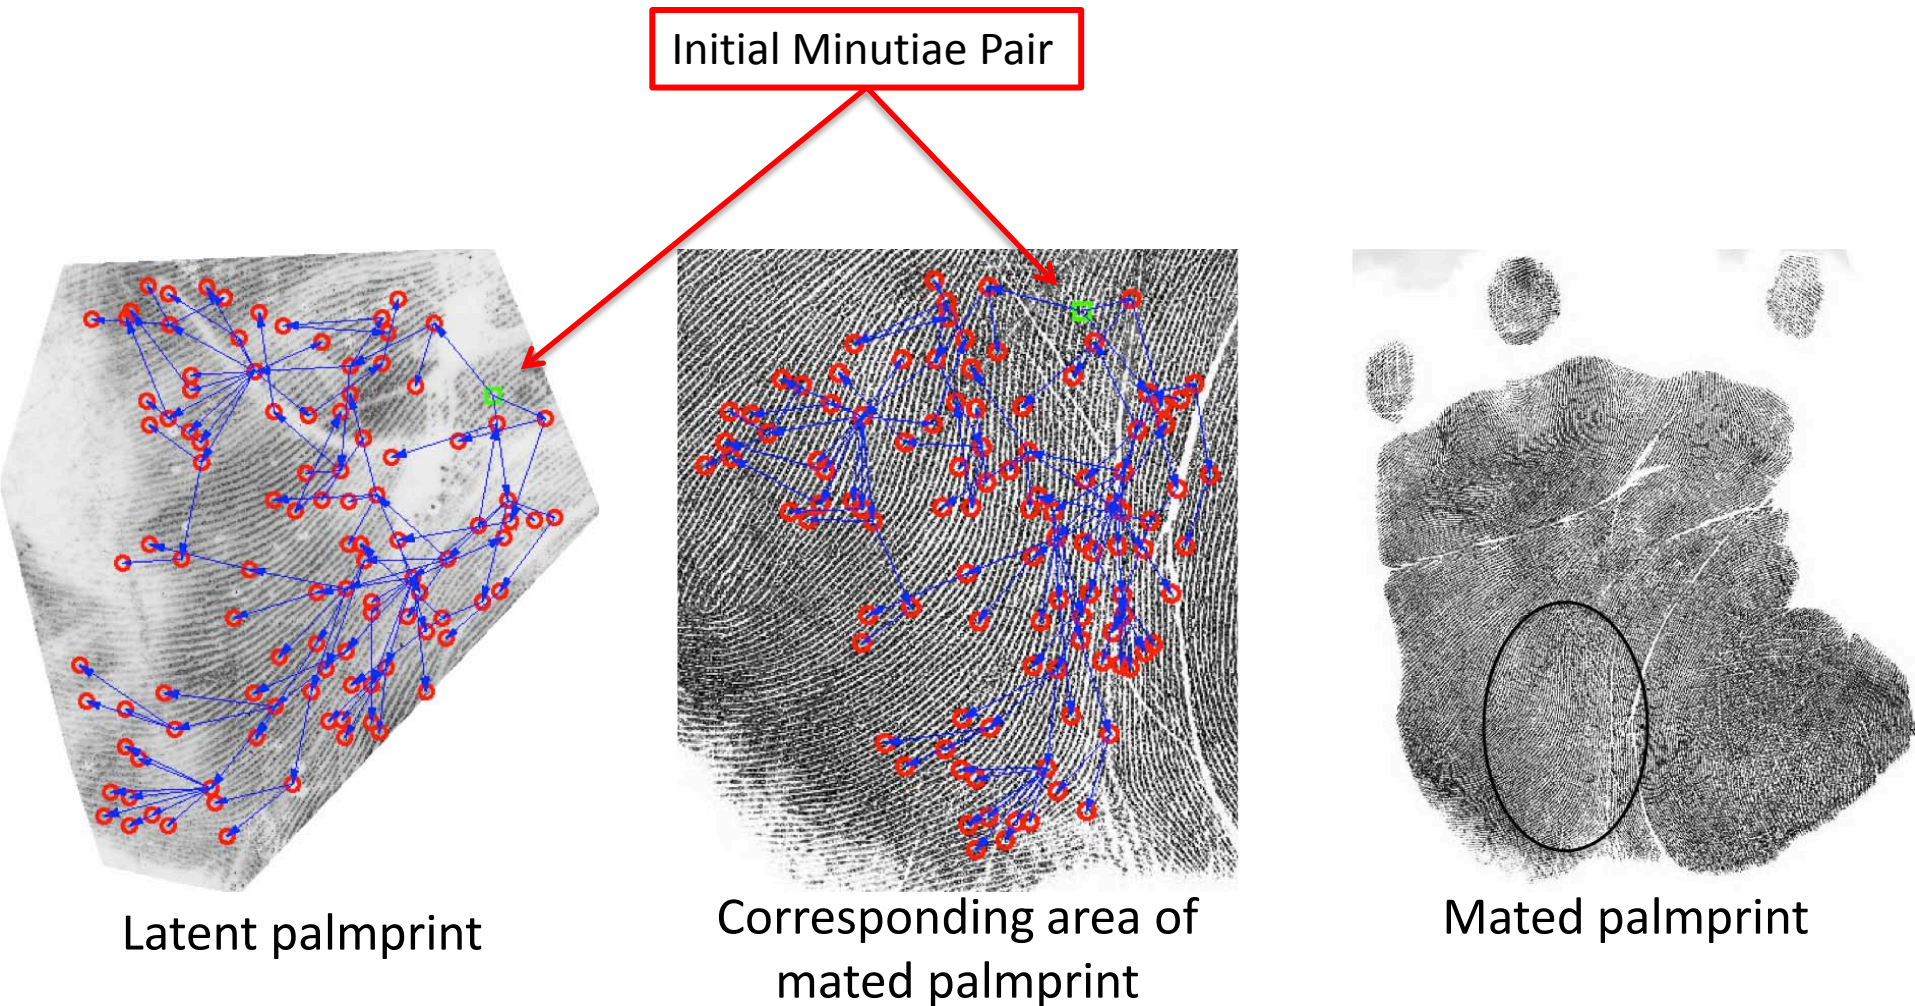 Initial Minutiae Pair
Latent palmprint
Corresponding area of
mated palmprint
Mated palmprint